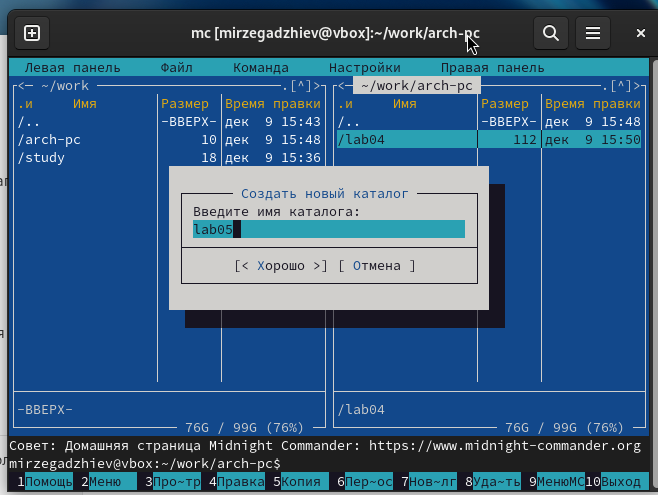 mc [mirzegadzhiev@vbox]:~/work/arch-pc
Левая панель Файл Команда Настройки Правая панель
<─ ~/work .[^]> <─ ~/work/arch-pc .[^]>
.и Имя Размер Время правки .и Имя Размер Время правки
/.. -ВВЕРХ- дек 9 15:43 /.. -ВВЕРХ- дек 9 15:48
/arch-pc 10 дек 9 15:48 /lab04 112 дек 9 15:50
/study 18 дек 9 15:36
Создать новый каталог
Введите имя каталога:
lab05
[< Хорошо >] [ Отмена ]
-ВВЕРХ- /lab04
76G / 99G (76%) 76G / 99G (76%)
Совет: Домашняя страница Midnight Commander: https://www.midnight-commander.org
mirzegadzhiev@vbox:~/work/arch-pc$
1Помощь 2Меню 3Про~тр 4Правка 5Копия 6Пер~ос 7Нов~лг 8Уда~ть 9МенюMC 10Выход